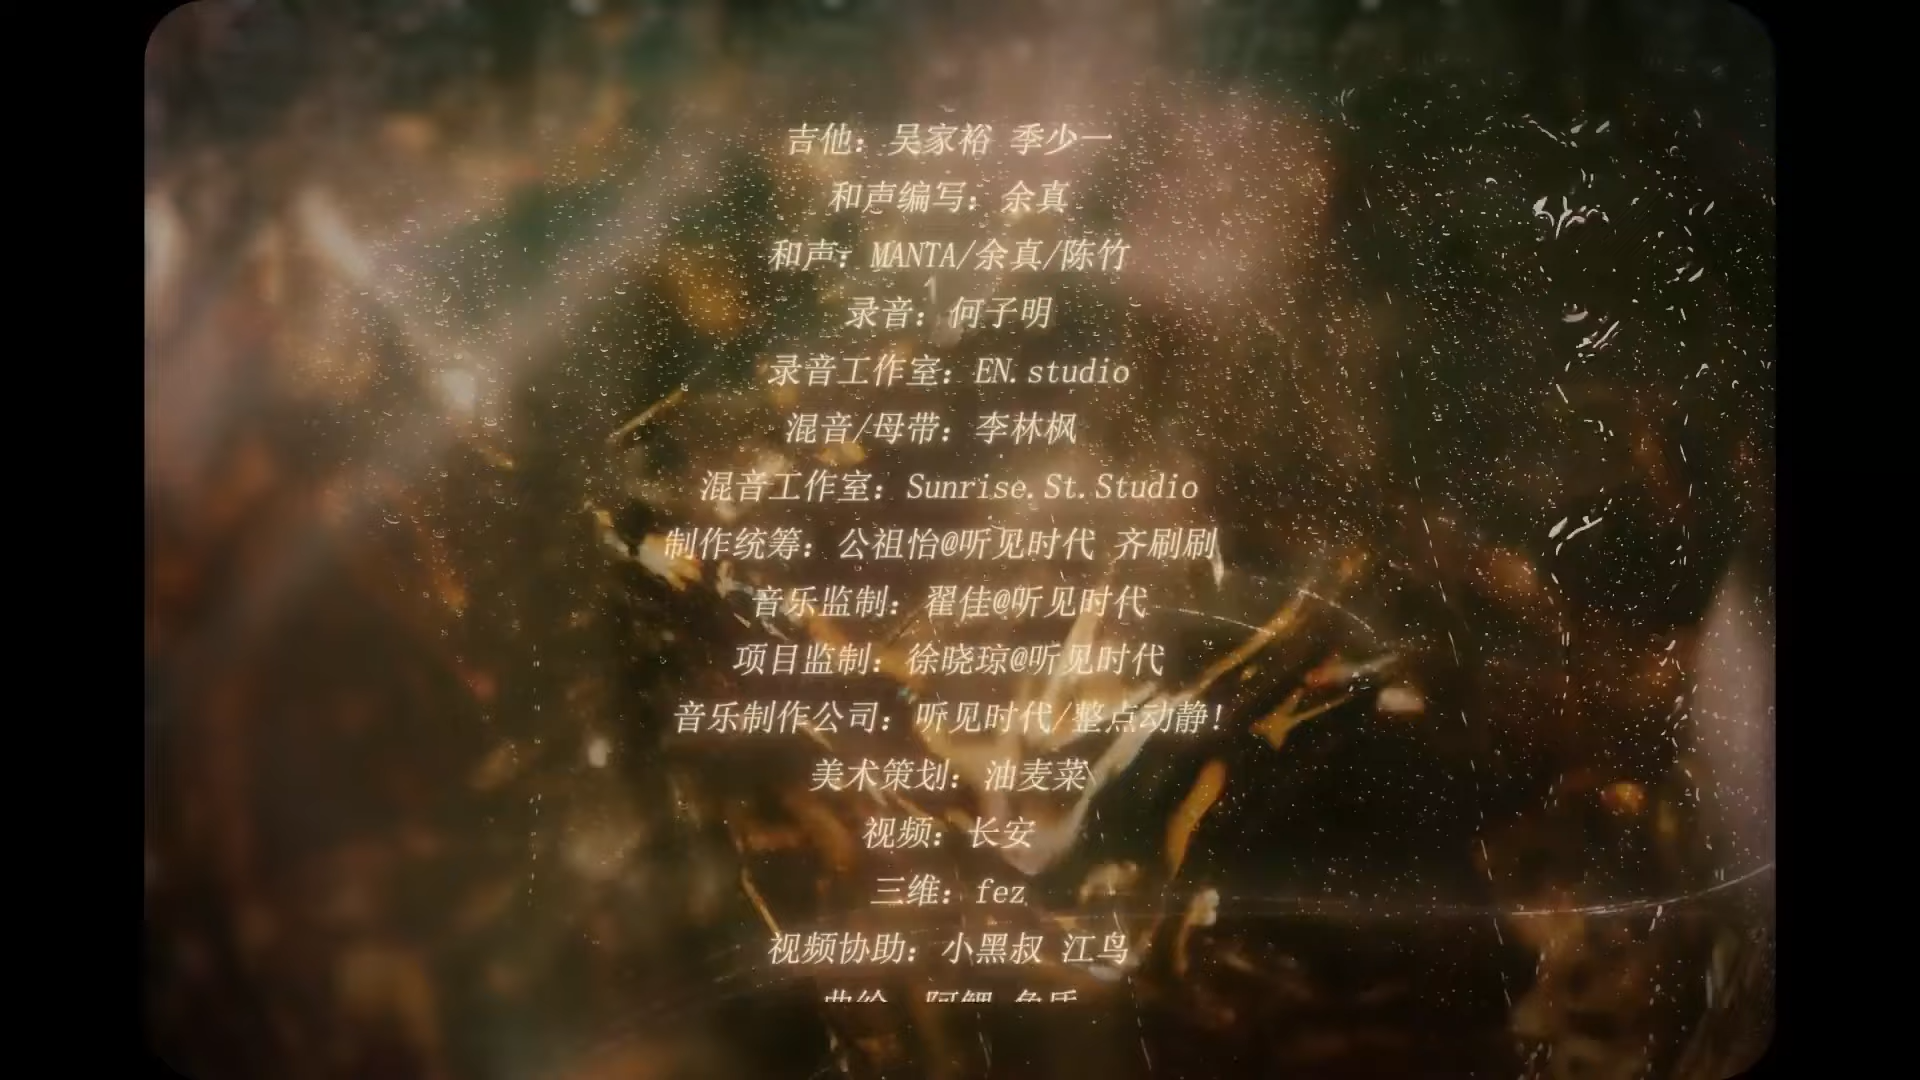 吉他：吴家裕 季少一
和声编写：余真
和声：MANTA/余真/陈竹
录音：何子明
录音工作室：EN.studio
混音/母带：李林枫
混音工作室：Sunrise.St.Studio
制作统筹：公祖怡@听见时代 齐刷刷
音乐监制：翟佳@听见时代
项目监制：徐晓琼@听见时代
音乐制作公司：听见时代/整点动静！
美术策划：油麦菜
视频：长安
三维：fez
视频协助：小黑叔 江鸟